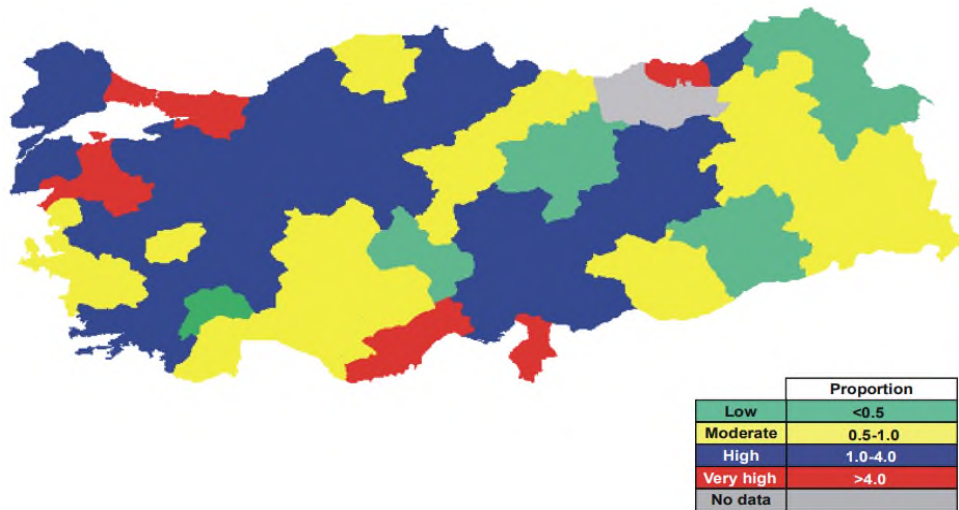 Proportion
Low <0.5
Moderate 0.5-1.0
High 1.0-4.0
Very high >4.0
No data